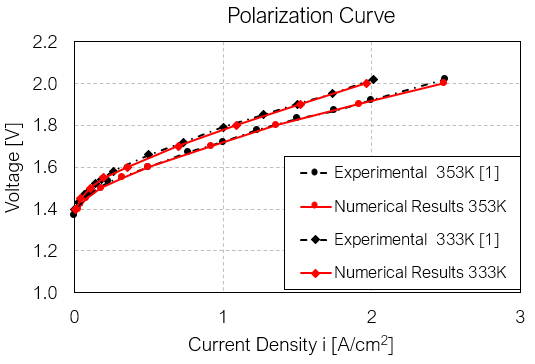 Polarization Curve
2.2
2.0
1.8
1.6
1.4
1.2
1.0
Voltage [V]
Experimental 353K [1]
Numerical Results 353K
Experimental 333K [1]
Numerical Results 333K
0
1
2
3
Current Density i [A/cm²]